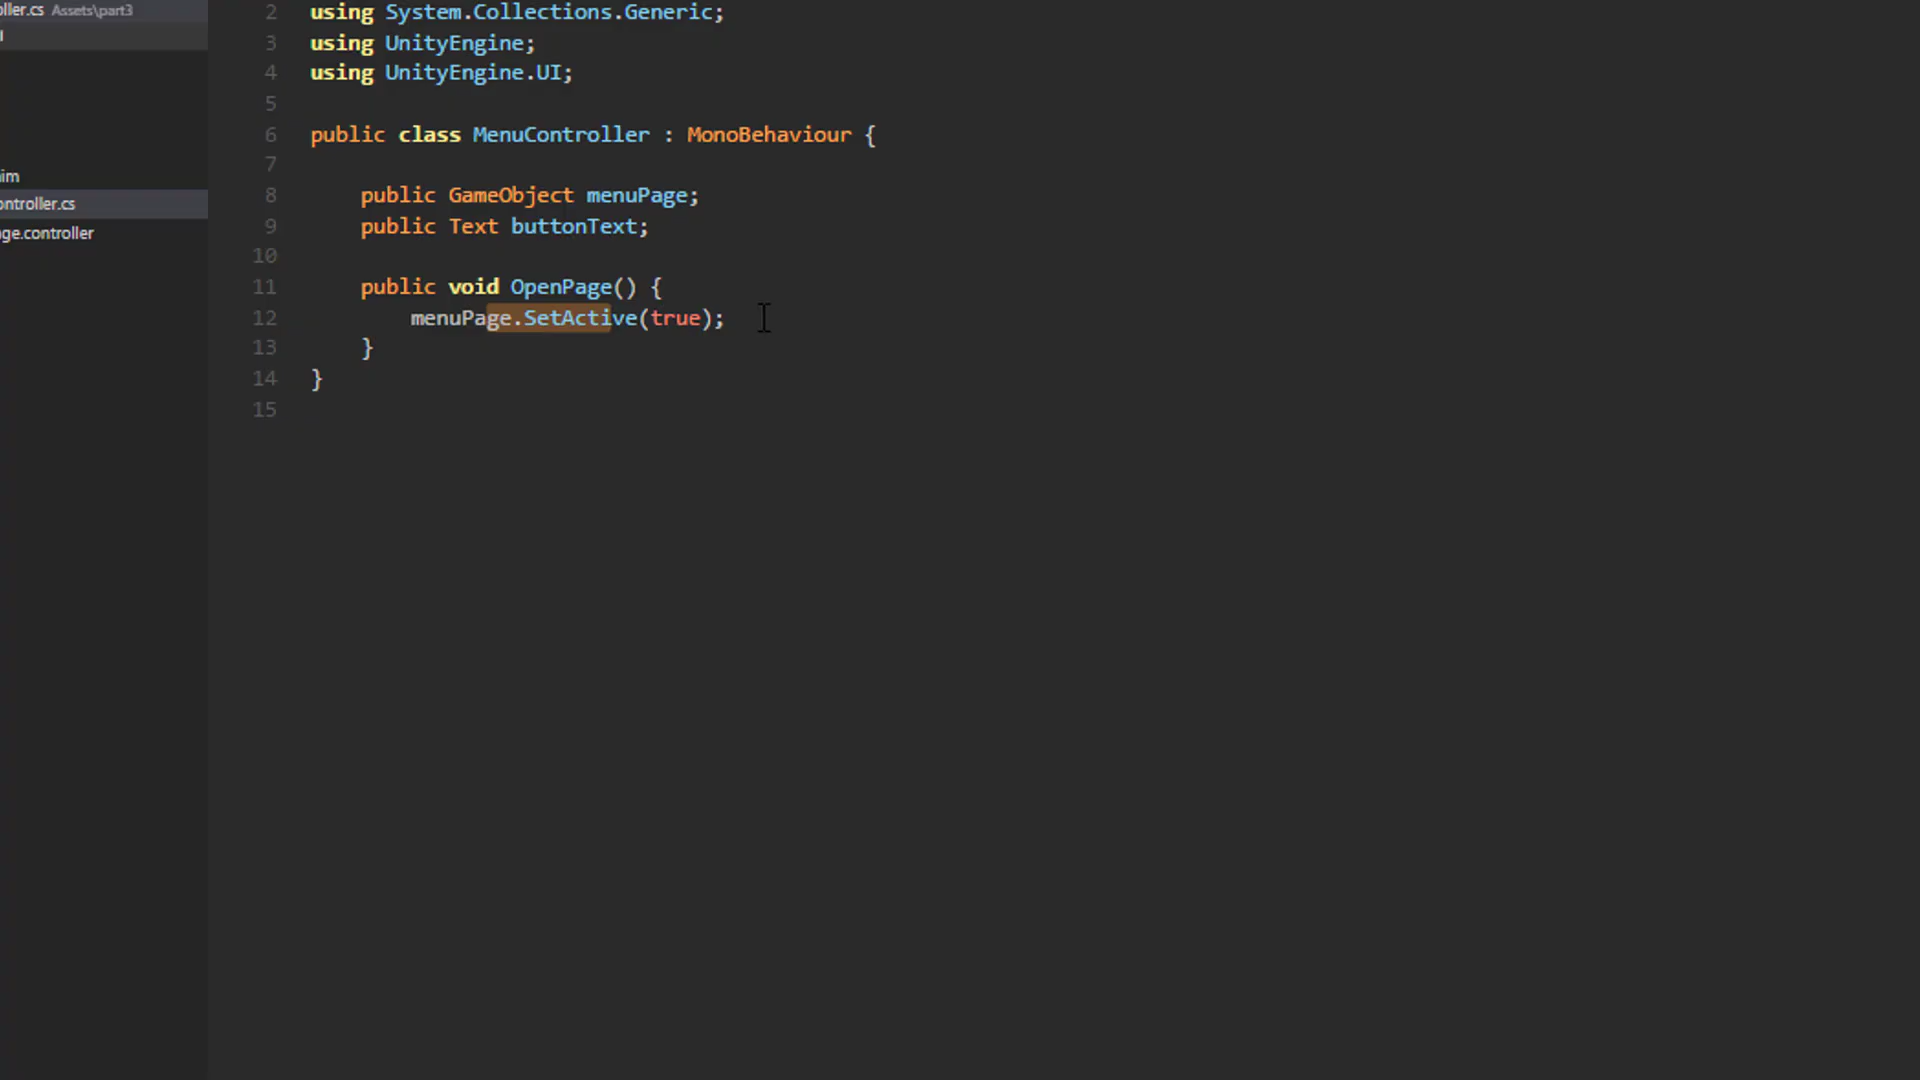 ller.cs Assets\part3
im
ontroller.cs
ge.controller
2 using System.Collections.Generic;
3 using UnityEngine;
4 using UnityEngine.UI;
5
6 public class MenuController : MonoBehaviour {
7
8 public GameObject menuPage;
9 public Text buttonText;
10
11 public void OpenPage() {
12 menuPage.SetActive(true);
13 }
14 }
15